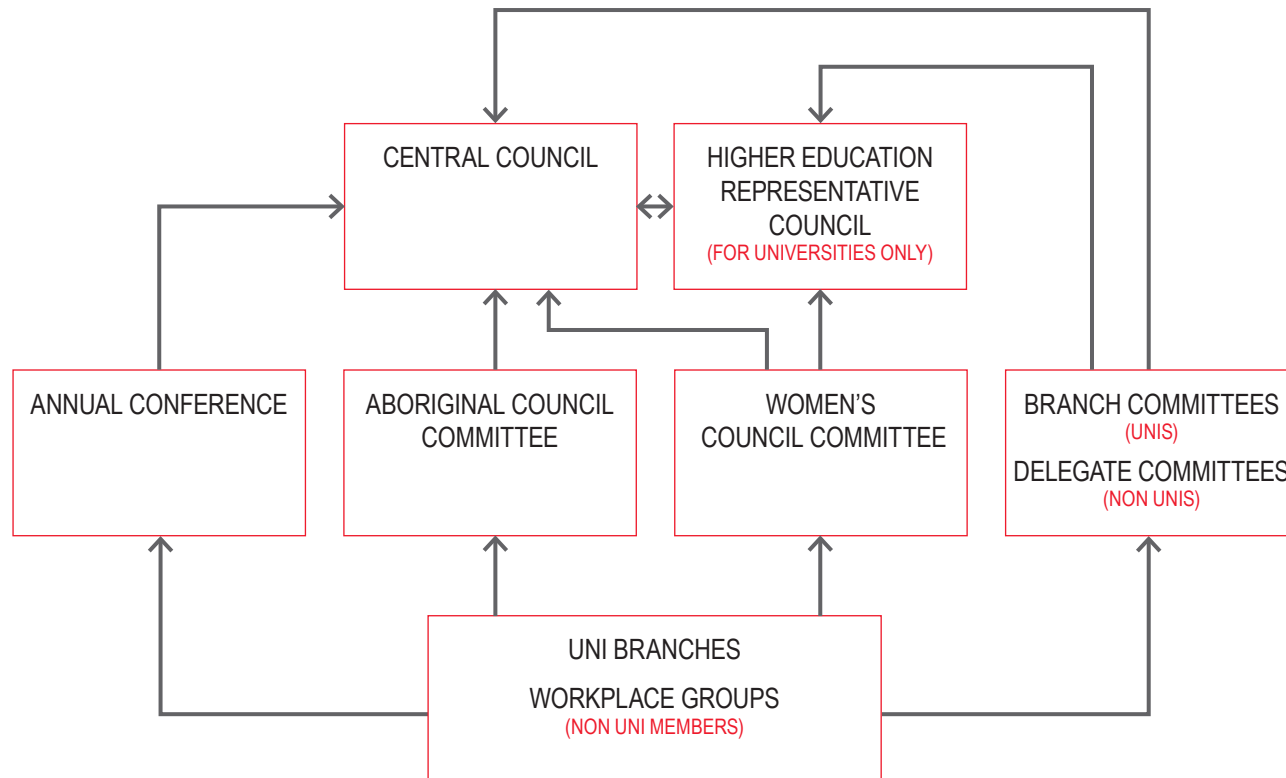 CENTRAL COUNCIL
HIGHER EDUCATION
REPRESENTATIVE
COUNCIL
(FOR UNIVERSITIES ONLY)
ANNUAL CONFERENCE
ABORIGINAL COUNCIL
COMMITTEE
WOMEN’S
COUNCIL COMMITTEE
BRANCH COMMITTEES
(UNIS)
DELEGATE COMMITTEES
(NON UNIS)
UNI BRANCHES
WORKPLACE GROUPS
(NON UNI MEMBERS)